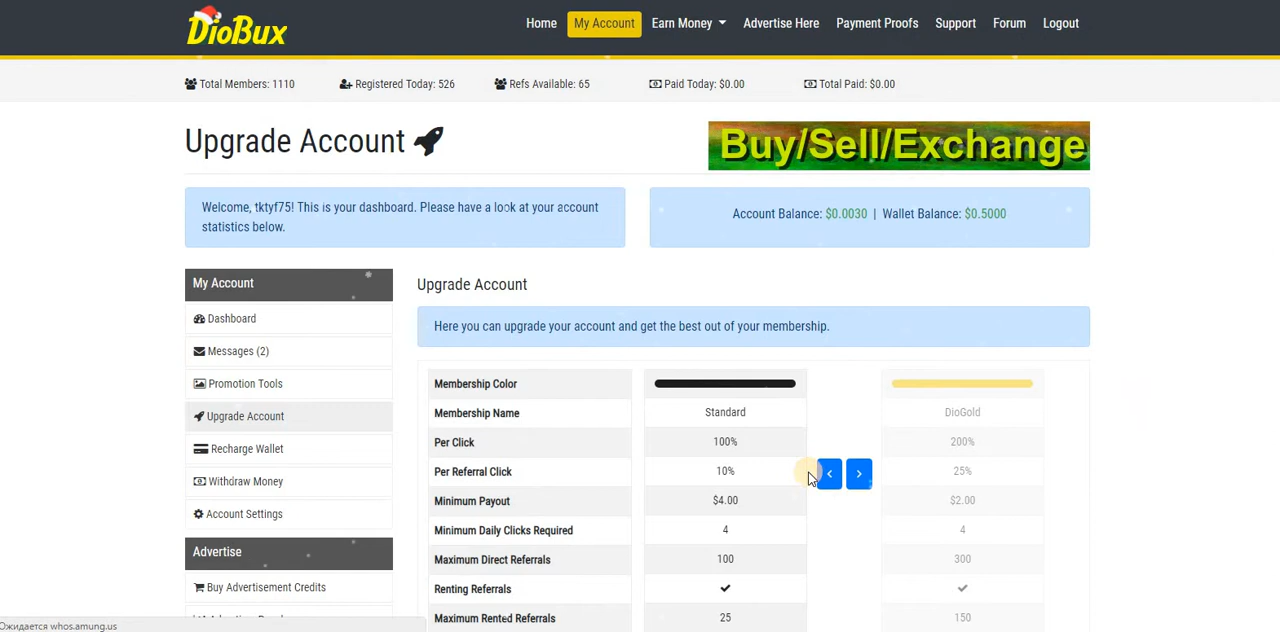 DioBux
Home My Account Earn Money Advertise Here Payment Proofs Support Forum Logout
Total Members: 1110 Registered Today: 526 Refs Available: 65 Paid Today: $0.00 Total Paid: $0.00
Upgrade Account
Buy/Sell/Exchange
Welcome, tktyf75! This is your dashboard. Please have a look at your account
statistics below.
Account Balance: $0.0030 | Wallet Balance: $0.5000
My Account
Dashboard
Messages (2)
Promotion Tools
Upgrade Account
Recharge Wallet
Withdraw Money
Account Settings
Advertise
Buy Advertisement Credits
Upgrade Account
Here you can upgrade your account and get the best out of your membership.
Membership Color
Membership Name Standard DioGold
Per Click 100% 200%
Per Referral Click 10% 25%
Minimum Payout $4.00 $2.00
Minimum Daily Clicks Required 4 4
Maximum Direct Referrals 100 300
Renting Referrals
Maximum Rented Referrals 25 150
Ожидается whos.amung.us